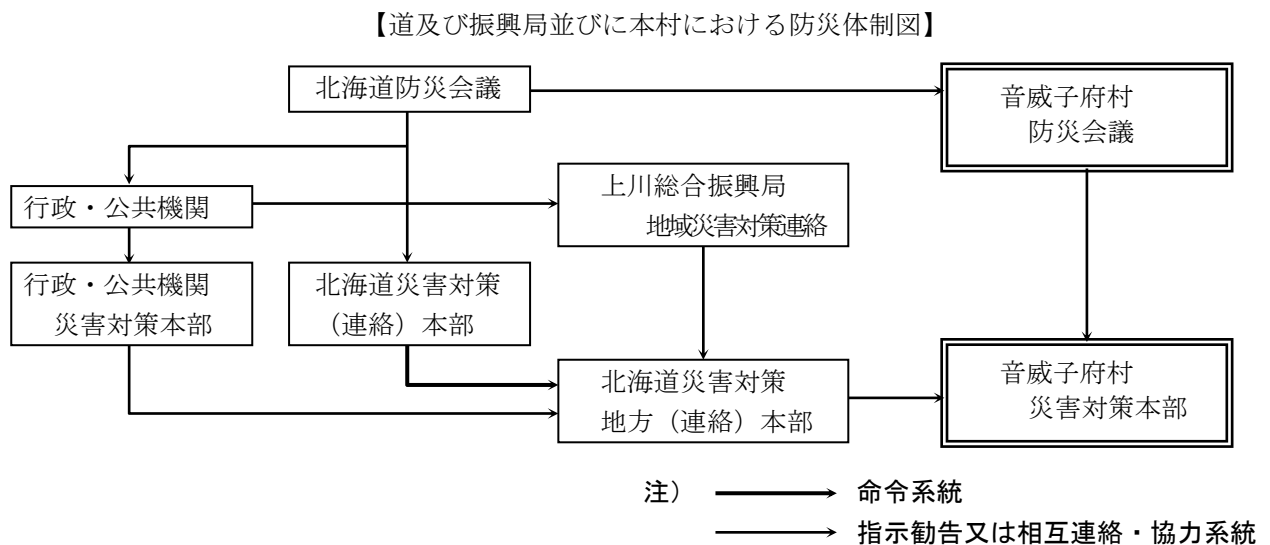 【道及び振興局並びに本村における防災体制図】
北海道防災会議
音威子府村
防災会議
行政・公共機関
上川総合振興局
地域災害対策連絡
行政・公共機関
災害対策本部
北海道災害対策
（連絡）本部
北海道災害対策
地方（連絡）本部
音威子府村
災害対策本部
注） 命令系統
指示勧告又は相互連絡・協力系統